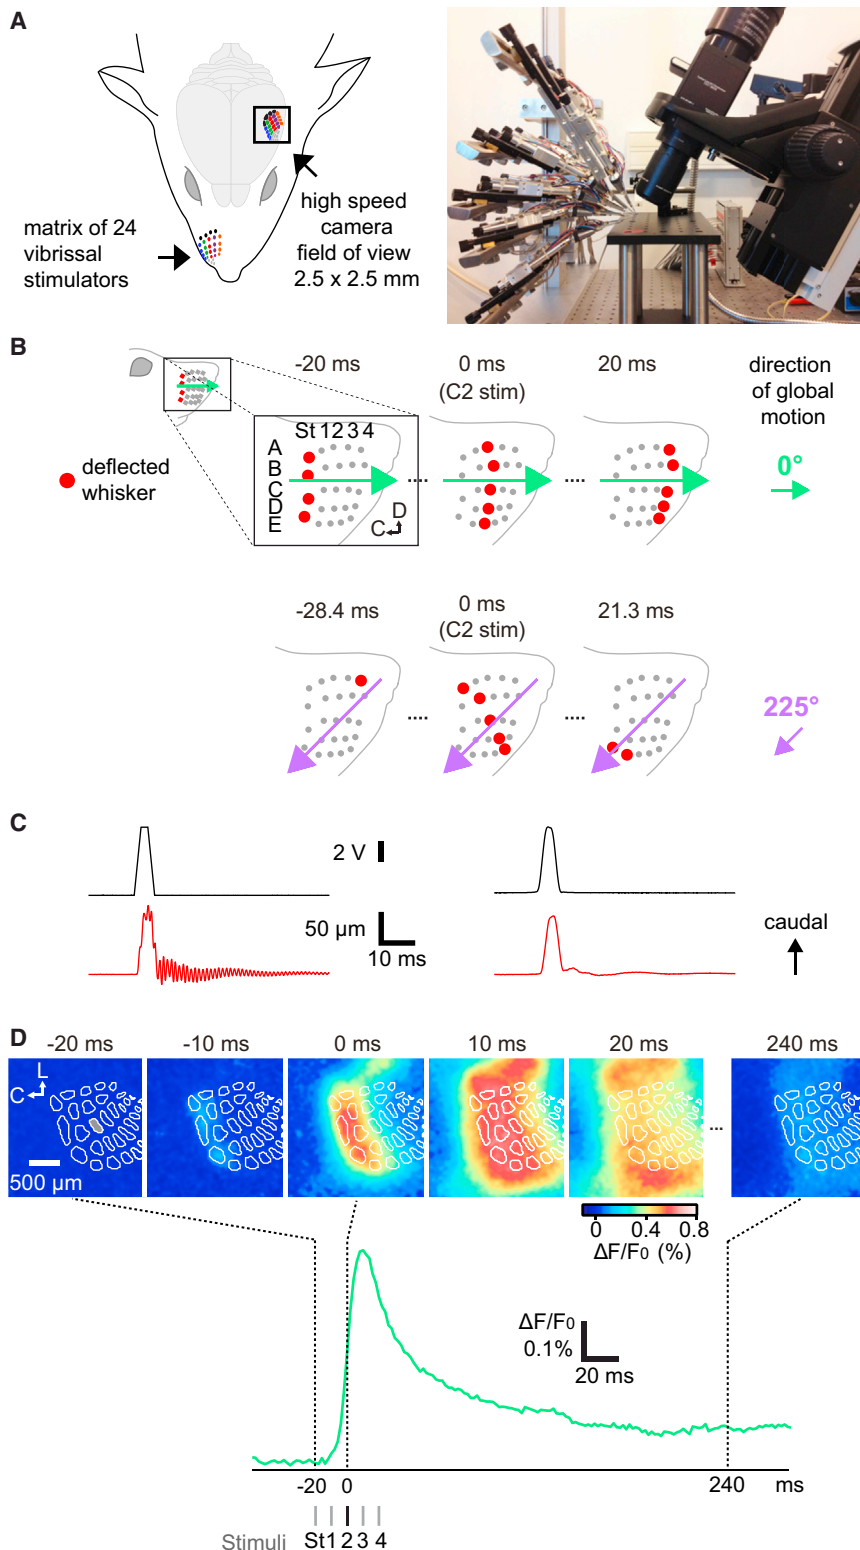 A
matrix of 24
vibrissal
stimulators
high speed
camera
field of view
2.5 x 2.5 mm
B
-20 ms
0 ms
(C2 stim)
20 ms
direction
of global
motion
St 1 2 3 4
A
B
C
D
E
D
C
deflected
whisker
0°
-28.4 ms
0 ms
(C2 stim)
21.3 ms
225°
C
2 V
50 µm
10 ms
caudal
D
-20 ms
-10 ms
0 ms
10 ms
20 ms
240 ms
L
C
500 µm
...
0 0.4 0.8
ΔF/F0 (%)
ΔF/F0
0.1%
20 ms
-20 0 240 ms
Stimuli St 1 2 3 4